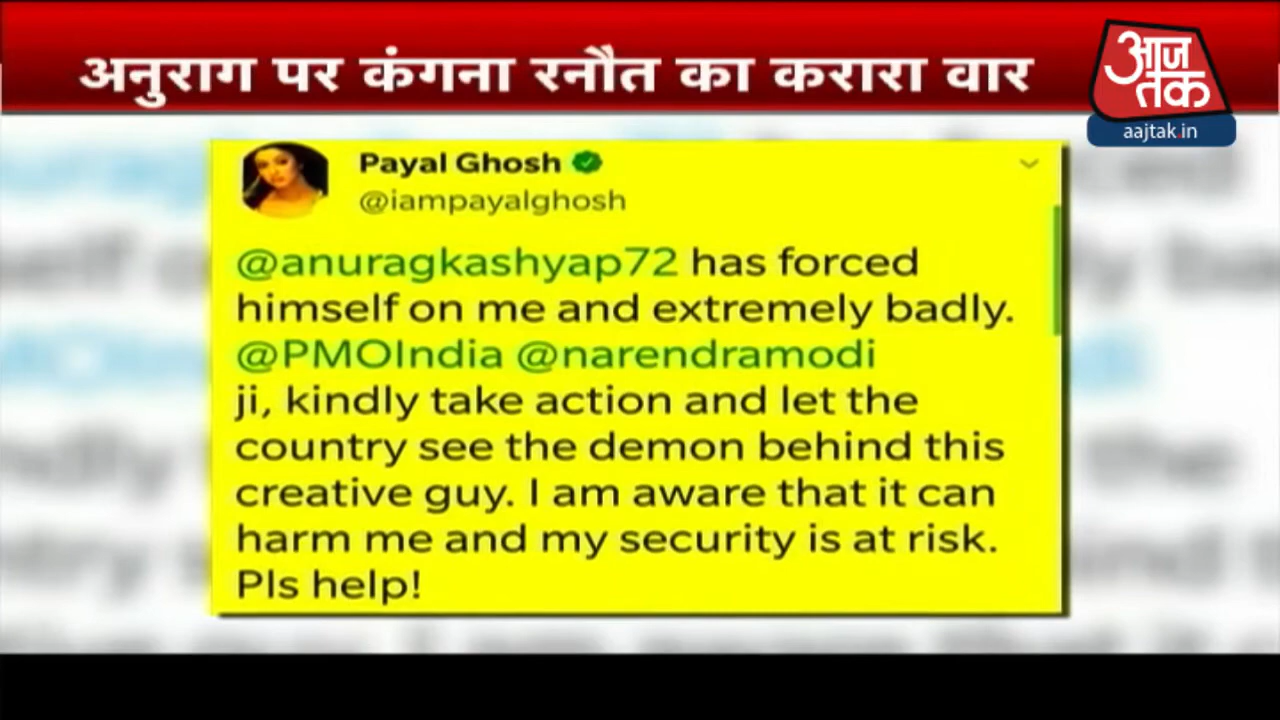 अनुराग पर कंगना रनौत का करारा वार
आज
तक
aajtak.in
Payal Ghosh
@iampayalghosh
@anuragkashyap72 has forced
himself on me and extremely badly.
@PMOIndia @narendramodi
ji, kindly take action and let the
country see the demon behind this
creative guy. I am aware that it can
harm me and my security is at risk.
Pls help!